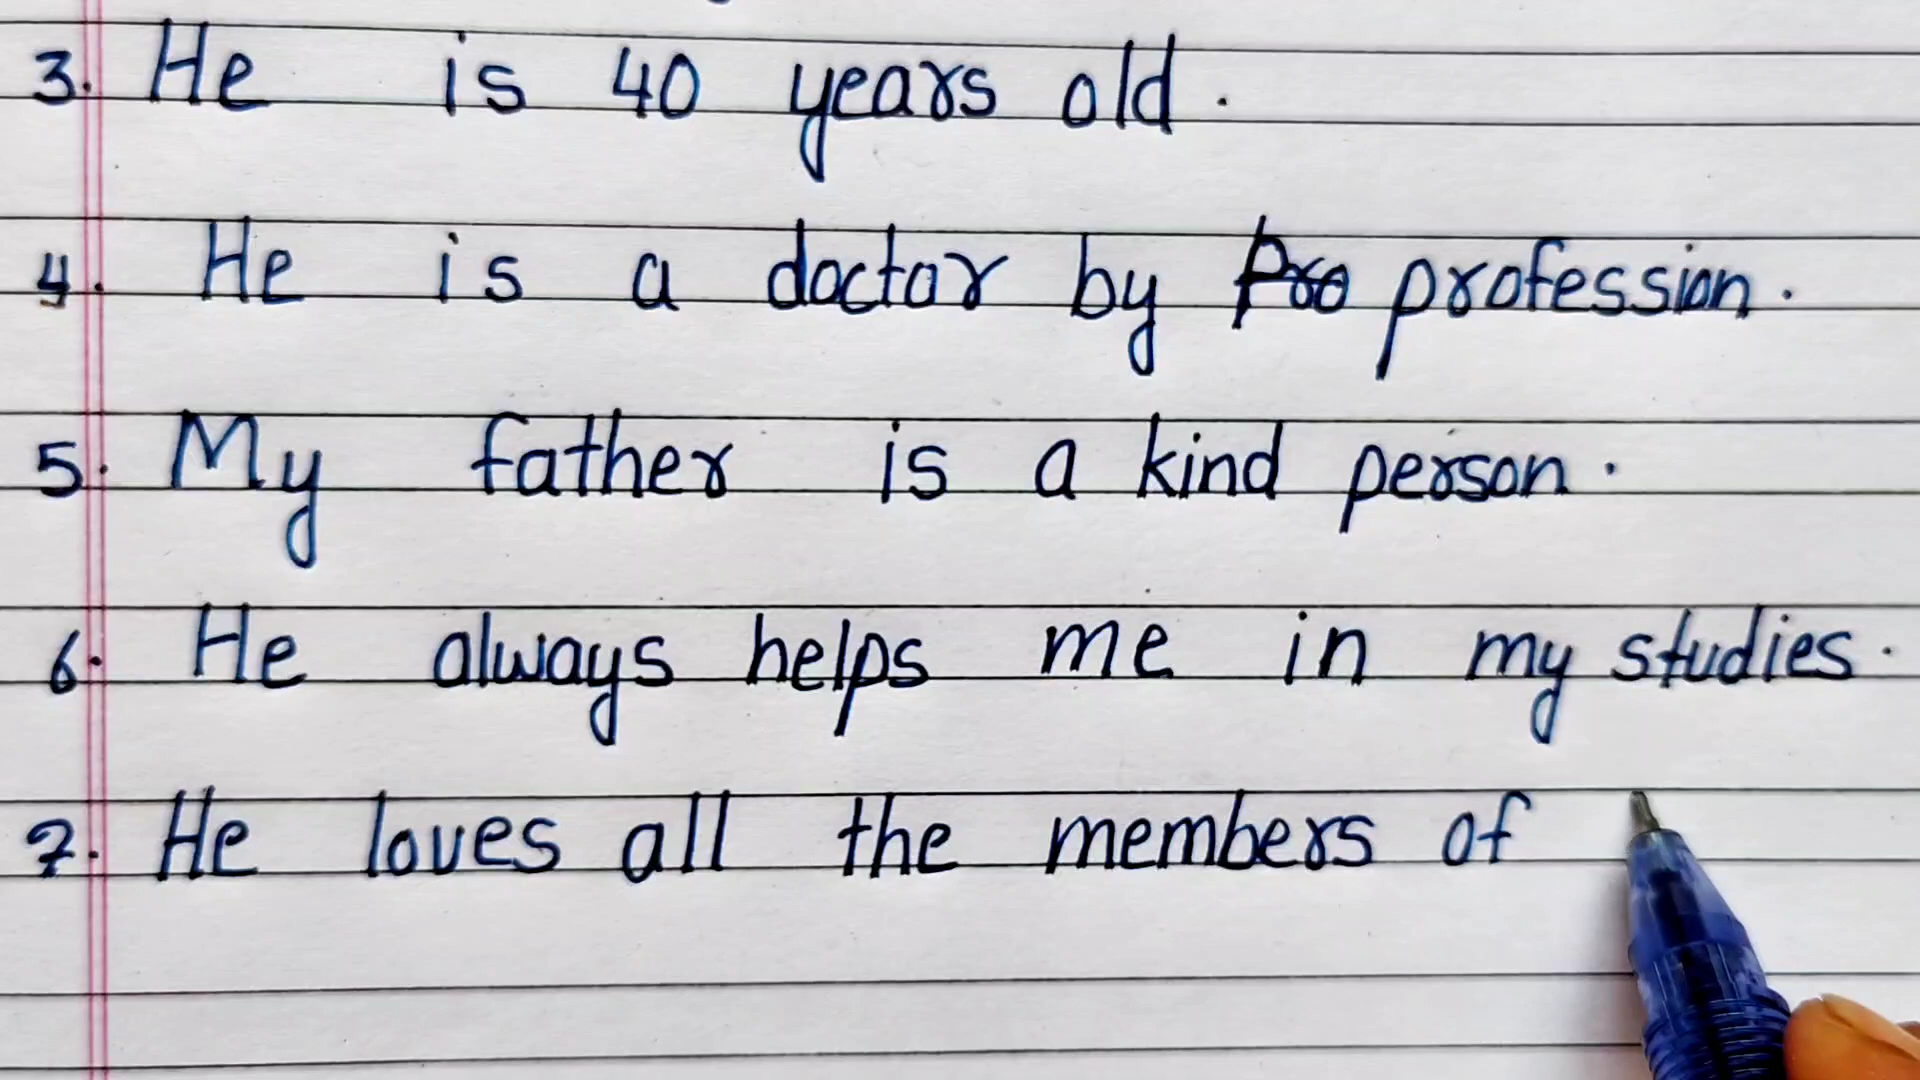 3. He is 40 years old.
4. He is a doctor by Pro profession.
5. My father is a kind person.
6. He always helps me in my studies.
7. He loves all the members of